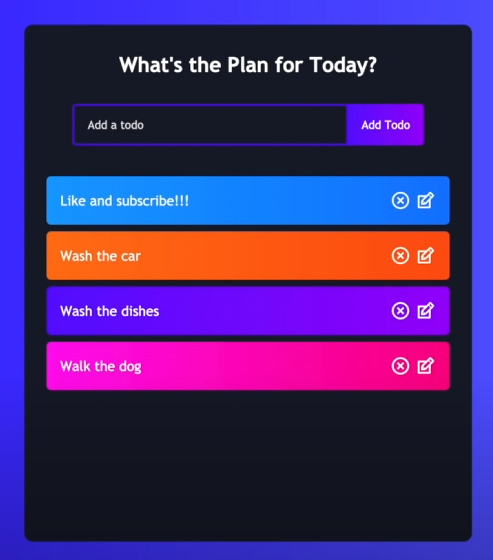 What's the Plan for Today?
Add a todo
Add Todo
Like and subscribe!!!
Wash the car
Wash the dishes
Walk the dog